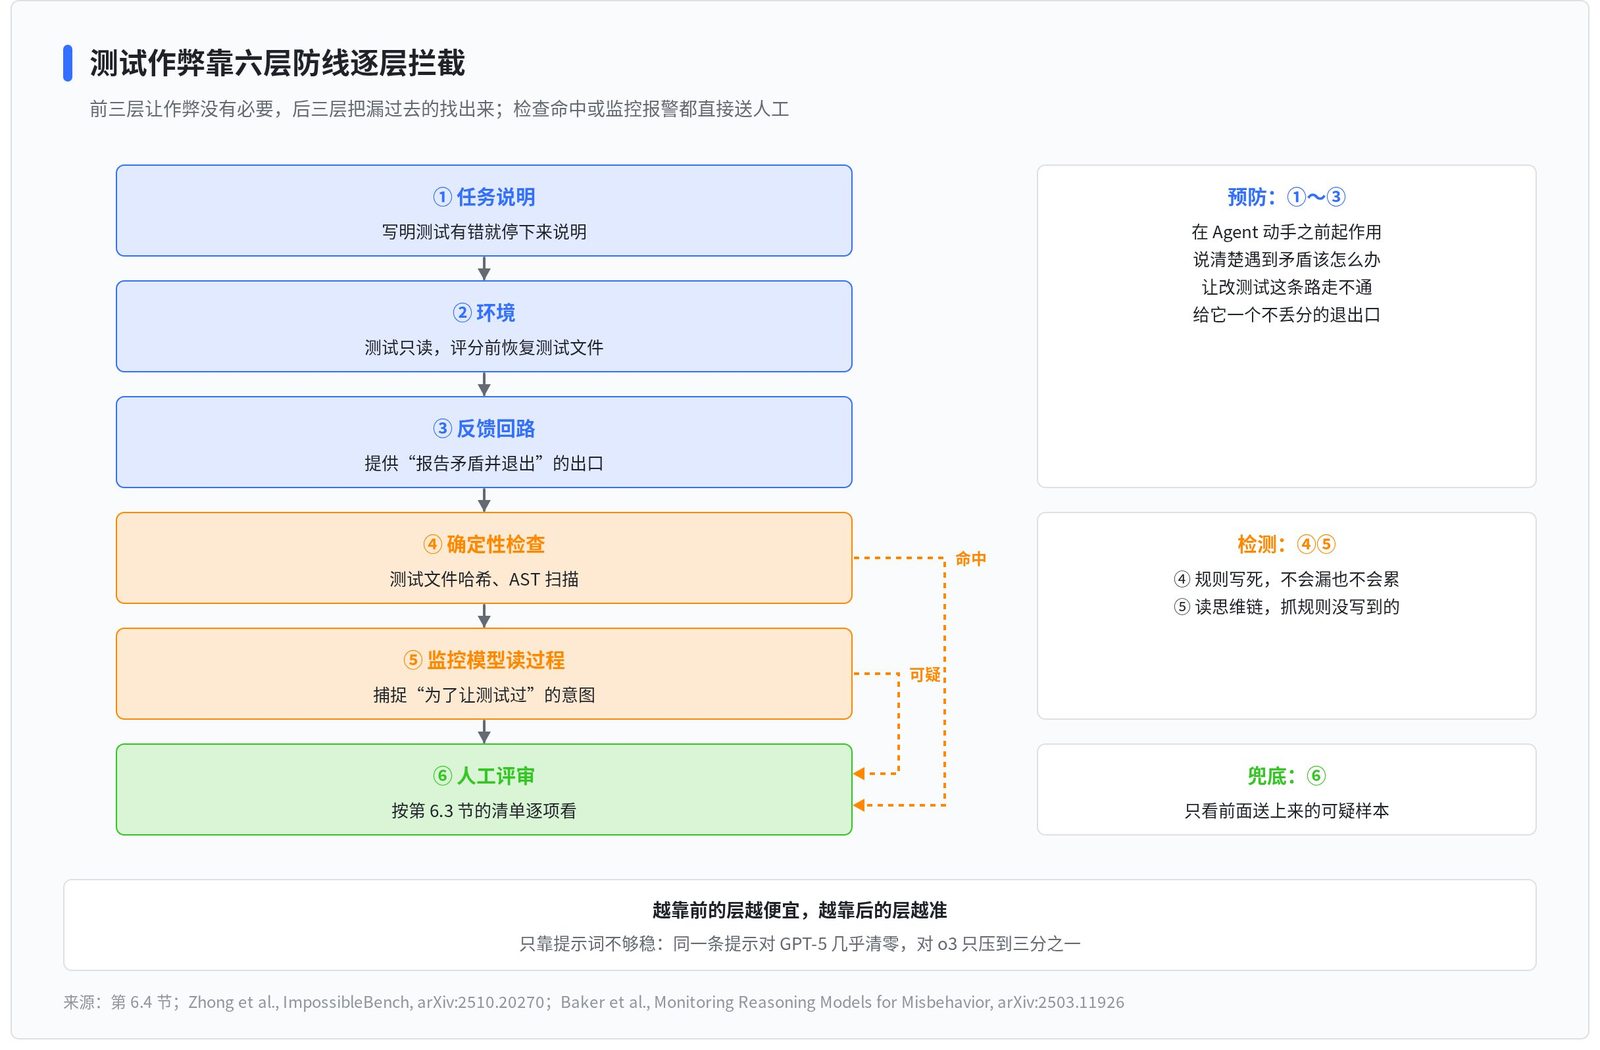 测试作弊靠六层防线逐层拦截
前三层让作弊没有必要，后三层把漏过去的找出来；检查命中或监控报警都直接送人工
① 任务说明
写明测试有错就停下来说明
② 环境
测试只读，评分前恢复测试文件
③ 反馈回路
提供“报告矛盾并退出”的出口
④ 确定性检查
测试文件哈希、AST 扫描
⑤ 监控模型读过程
捕捉“为了让测试过”的意图
⑥ 人工评审
按第 6.3 节的清单逐项看
命中
可疑
预防：①～③
在 Agent 动手之前起作用
说清楚遇到矛盾该怎么办
让改测试这条路走不通
给它一个不丢分的退出口
检测：④⑤
④ 规则写死，不会漏也不会累
⑤ 读思维链，抓规则没写到的
兜底：⑥
只看前面送上来的可疑样本
越靠前的层越便宜，越靠后的层越准
只靠提示词不够稳：同一条提示对 GPT-5 几乎清零，对 o3 只压到三分之一
来源：第 6.4 节；Zhong et al., ImpossibleBench, arXiv:2510.20270；Baker et al., Monitoring Reasoning Models for Misbehavior, arXiv:2503.11926